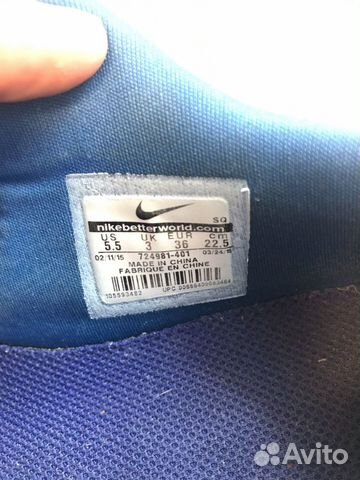 SQ
nikebetterworld.com
US UK EUR cm
5.5 3 36 22.5
02/11/15 724981-401 03/24/15
MADE IN CHINA
FABRIQUE EN CHINE
Avito